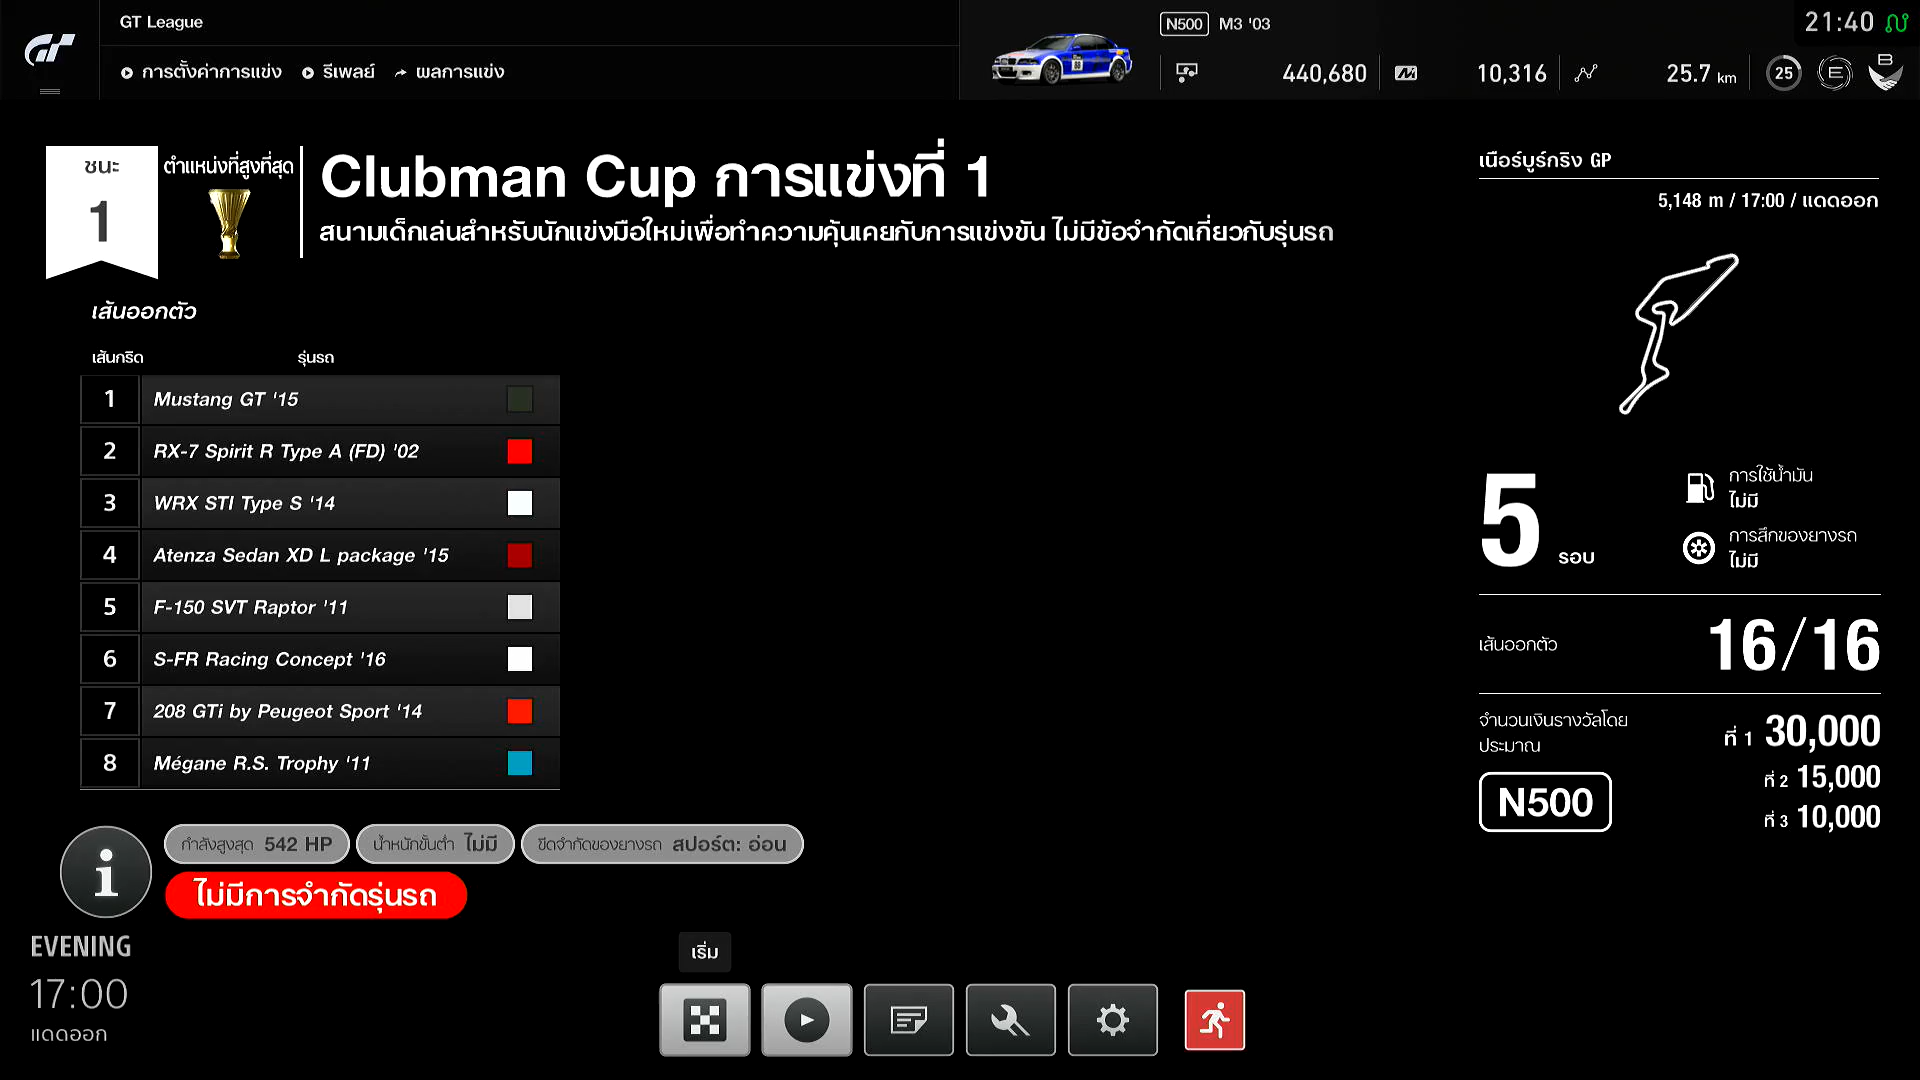 GT League
การตั้งค่าการแข่ง รีเพลย์ ผลการแข่ง
N500 M3 '03
21:40
440,680 10,316 25.7 km 25 E B
ชนะ
1
ตำแหน่งที่สูงที่สุด
Clubman Cup การแข่งที่ 1
สนามเด็กเล่นสำหรับนักแข่งมือใหม่เพื่อทำความคุ้นเคยกับการแข่งขัน ไม่มีข้อจำกัดเกี่ยวกับรุ่นรถ
เส้นออกตัว
เส้นกริด รุ่นรถ
1 Mustang GT '15
2 RX-7 Spirit R Type A (FD) '02
3 WRX STI Type S '14
4 Atenza Sedan XD L package '15
5 F-150 SVT Raptor '11
6 S-FR Racing Concept '16
7 208 GTi by Peugeot Sport '14
8 Mégane R.S. Trophy '11
กำลังสูงสุด 542 HP น้ำหนักขั้นต่ำ ไม่มี ขีดจำกัดของยางรถ สปอร์ต: อ่อน
ไม่มีการจำกัดรุ่นรถ
EVENING
17:00
แดดออก
เริ่ม
เนือร์บูร์กริง GP
5,148 m / 17:00 / แดดออก
5 รอบ
การใช้น้ำมัน
ไม่มี
การสึกของยางรถ
ไม่มี
เส้นออกตัว 16/16
จำนวนเงินรางวัลโดย
ประมาณ
N500
ที่ 1 30,000
ที่ 2 15,000
ที่ 3 10,000